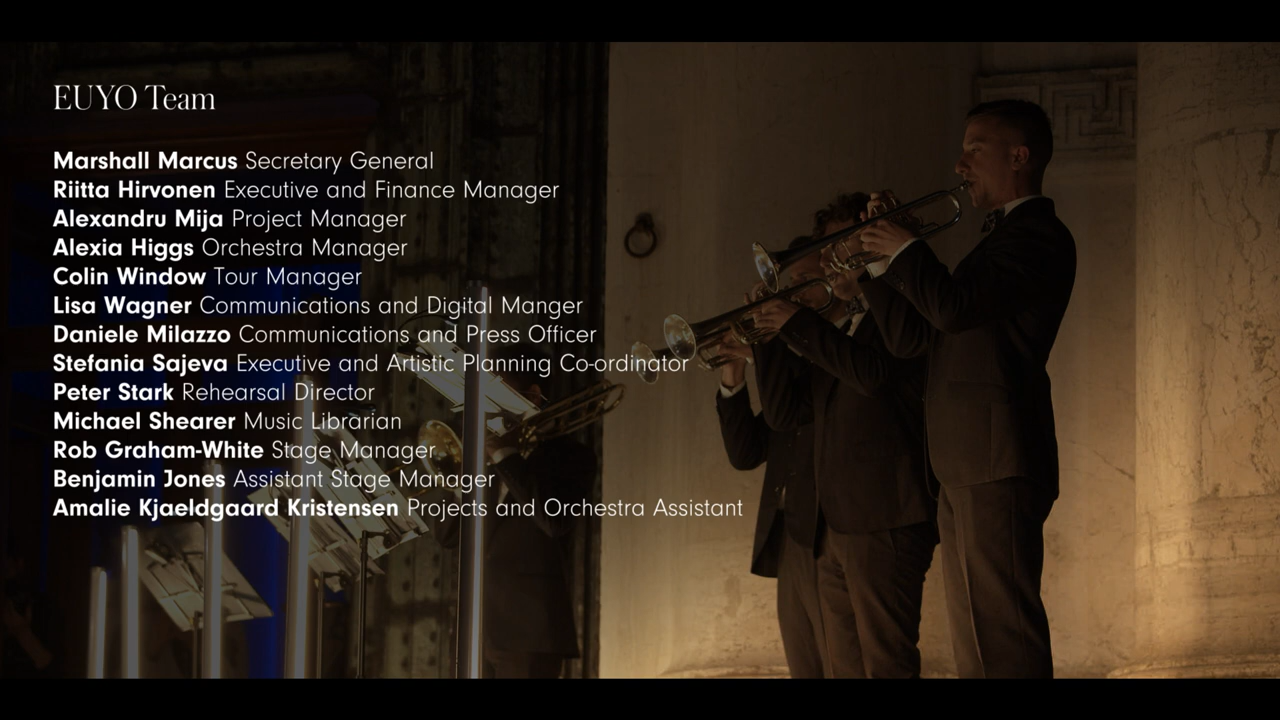 EUYO Team
Marshall Marcus Secretary General
Riitta Hirvonen Executive and Finance Manager
Alexandru Mija Project Manager
Alexia Higgs Orchestra Manager
Colin Window Tour Manager
Lisa Wagner Communications and Digital Manger
Daniele Milazzo Communications and Press Officer
Stefania Sajeva Executive and Artistic Planning Co-ordinator
Peter Stark Rehearsal Director
Michael Shearer Music Librarian
Rob Graham-White Stage Manager
Benjamin Jones Assistant Stage Manager
Amalie Kjaeldgaard Kristensen Projects and Orchestra Assistant